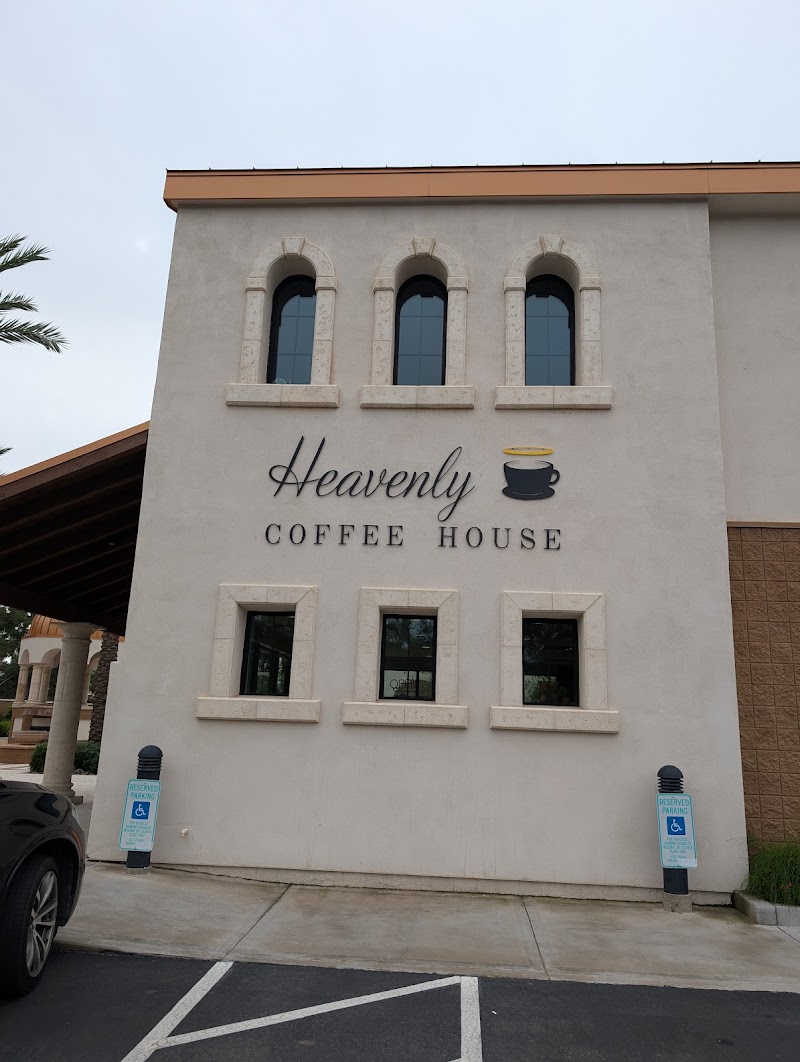 Heavenly
COFFEE HOUSE
RESERVED
PARKING
RESERVED
PARKING